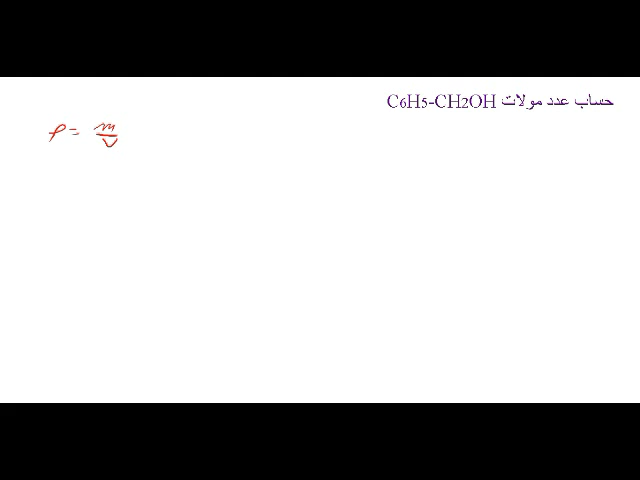 حساب عدد مولات C6H5-CH2OH
ρ = m/V